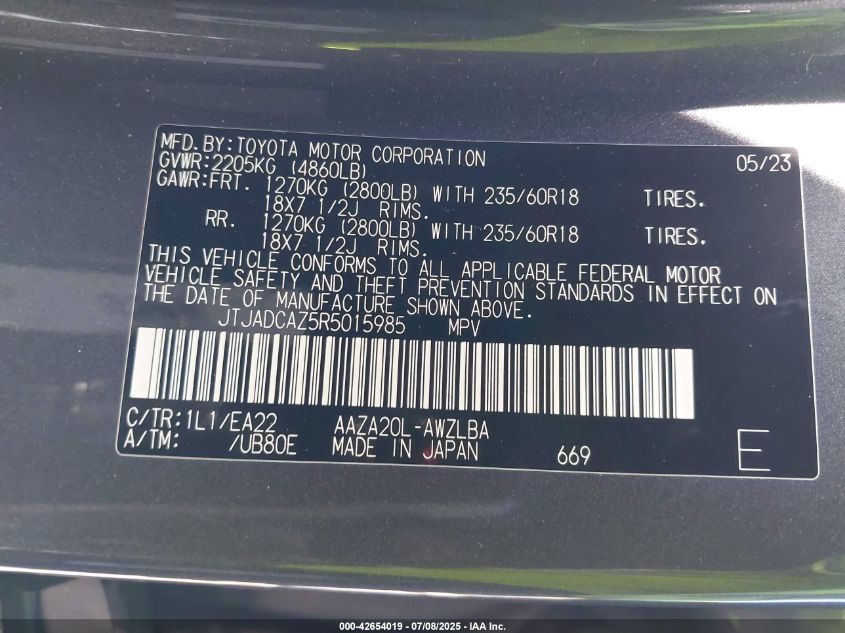 MFD. BY: TOYOTA MOTOR CORPORATION 05/23
GVWR: 2205KG (4860LB)
GAWR: FRT. 1270KG (2800LB) WITH 235/60R18 TIRES.
18X7 1/2J RIMS.
RR. 1270KG (2800LB) WITH 235/60R18 TIRES.
18X7 1/2J RIMS.
THIS VEHICLE CONFORMS TO ALL APPLICABLE FEDERAL MOTOR
VEHICLE SAFETY AND THEFT PREVENTION STANDARDS IN EFFECT ON
THE DATE OF MANUFACTURE SHOWN ABOVE.
JTJADCAZ5R5015985 MPV
C/TR: 1L1/EA22 AAZA20L-AWZLBA
A/TM: /UB80E MADE IN JAPAN 669 E
000-42654019 - 07/08/2025 - IAA Inc.